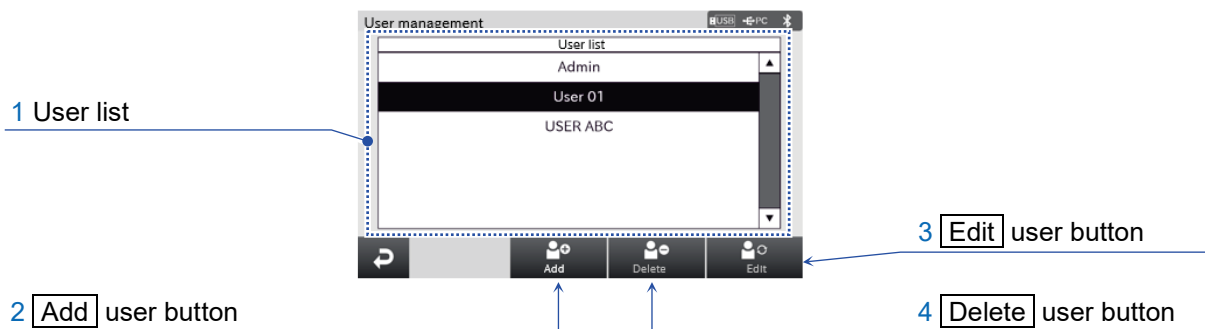 User management
USB PC
User list
Admin
User 01
USER ABC
1 User list
3 Edit user button
Add
Delete
Edit
2 Add user button
4 Delete user button